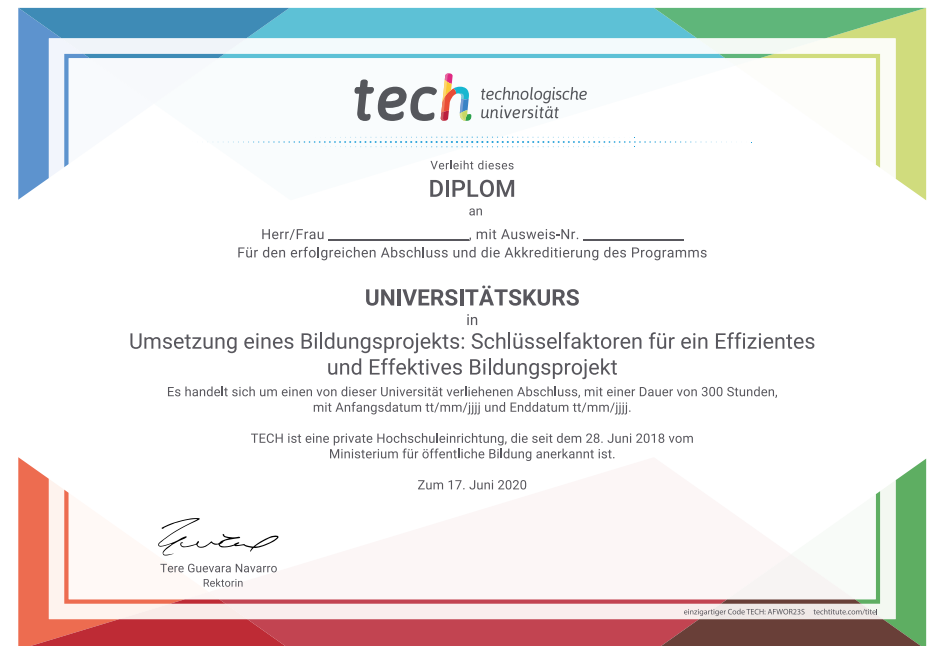 tech technologische
universität
Verleiht dieses
DIPLOM
an
Herr/Frau ____________________, mit Ausweis-Nr. ______________
Für den erfolgreichen Abschluss und die Akkreditierung des Programms
UNIVERSITÄTSKURS
in
Umsetzung eines Bildungsprojekts: Schlüsselfaktoren für ein Effizientes
und Effektives Bildungsprojekt
Es handelt sich um einen von dieser Universität verliehenen Abschluss, mit einer Dauer von 300 Stunden,
mit Anfangsdatum tt/mm/jjjj und Enddatum tt/mm/jjjj.
TECH ist eine private Hochschuleinrichtung, die seit dem 28. Juni 2018 vom
Ministerium für öffentliche Bildung anerkannt ist.
Zum 17. Juni 2020
Tere Guevara Navarro
Rektorin
einzigartiger Code TECH: AFWOR23S techtitute.com/titel